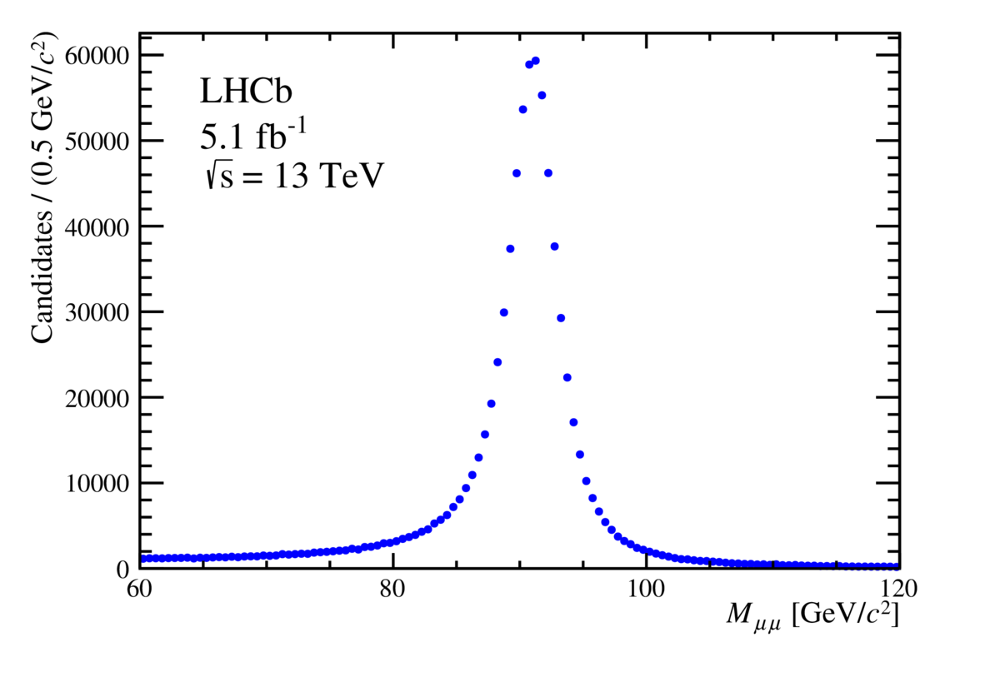 Candidates / (0.5 GeV/c²)
60000
50000
40000
30000
20000
10000
0
LHCb
5.1 fb⁻¹
√s = 13 TeV
60 80 100 120
Mμμ [GeV/c²]